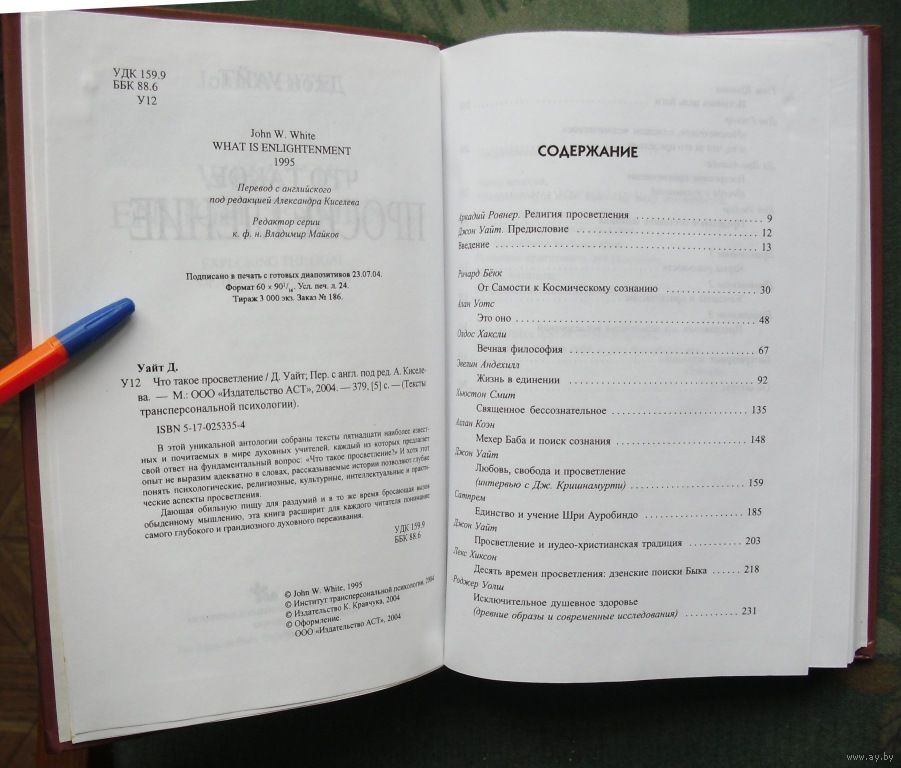 УДК 159.9
ББК 88.6
У12
John W. White
WHAT IS ENLIGHTENMENT
1995
Перевод с английского
под редакцией Александра Киселева
Редактор серии
к. ф. н. Владимир Майков
Подписано в печать с готовых диапозитивов 23.07.04.
Формат 60 × 90 1/16. Усл. печ. л. 24.
Тираж 3 000 экз. Заказ № 186.
Уайт Д.
У12 Что такое просветление / Д. Уайт; Пер. с англ. под ред. А. Киселе-
ва. — М.: ООО «Издательство АСТ», 2004. — 379, [5] с. — (Тексты
трансперсональной психологии).
ISBN 5-17-025335-4
В этой уникальной антологии собраны тексты пятнадцати наиболее извест-
ных и почитаемых в мире духовных учителей, каждый из которых предлагает
свой ответ на фундаментальный вопрос: «Что такое просветление?» И хотя этот
опыт не выразим адекватно в словах, рассказываемые истории позволяют глубже
понять психологические, религиозные, культурные, интеллектуальные и практи-
ческие аспекты просветления.
Дающая обильную пищу для раздумий и в то же время бросающая вызов
обыденному мышлению, эта книга расширит для каждого читателя понимание
самого глубокого и грандиозного духовного переживания.
УДК 159.9
ББК 88.6
© John W. White, 1995
© Институт трансперсональной психологии, 2004
© Издательство К. Кравчука, 2004
© Оформление.
ООО «Издательство АСТ», 2004
СОДЕРЖАНИЕ
Аркадий Ровнер. Религия просветления 9
Джон Уайт. Предисловие 12
Введение 13
Ричард Бёкк
От Самости к Космическому сознанию 30
Алан Уотс
Это оно 48
Олдос Хаксли
Вечная философия 67
Эвелин Андехилл
Жизнь в единении 92
Хьюстон Смит
Священное бессознательное 135
Аллан Коэн
Мехер Баба и поиск сознания 148
Джон Уайт
Любовь, свобода и просветление
(интервью с Дж. Кришнамурти) 159
Сатпрем
Единство и учение Шри Ауробиндо 185
Джон Уайт
Просветление и иудео-христианская традиция 203
Лекс Хиксон
Десять времен просветления: дзенские поиски Быка 218
Роджер Уолш
Исключительное душевное здоровье
(древние образы и современные исследования) 231
www.ay.by